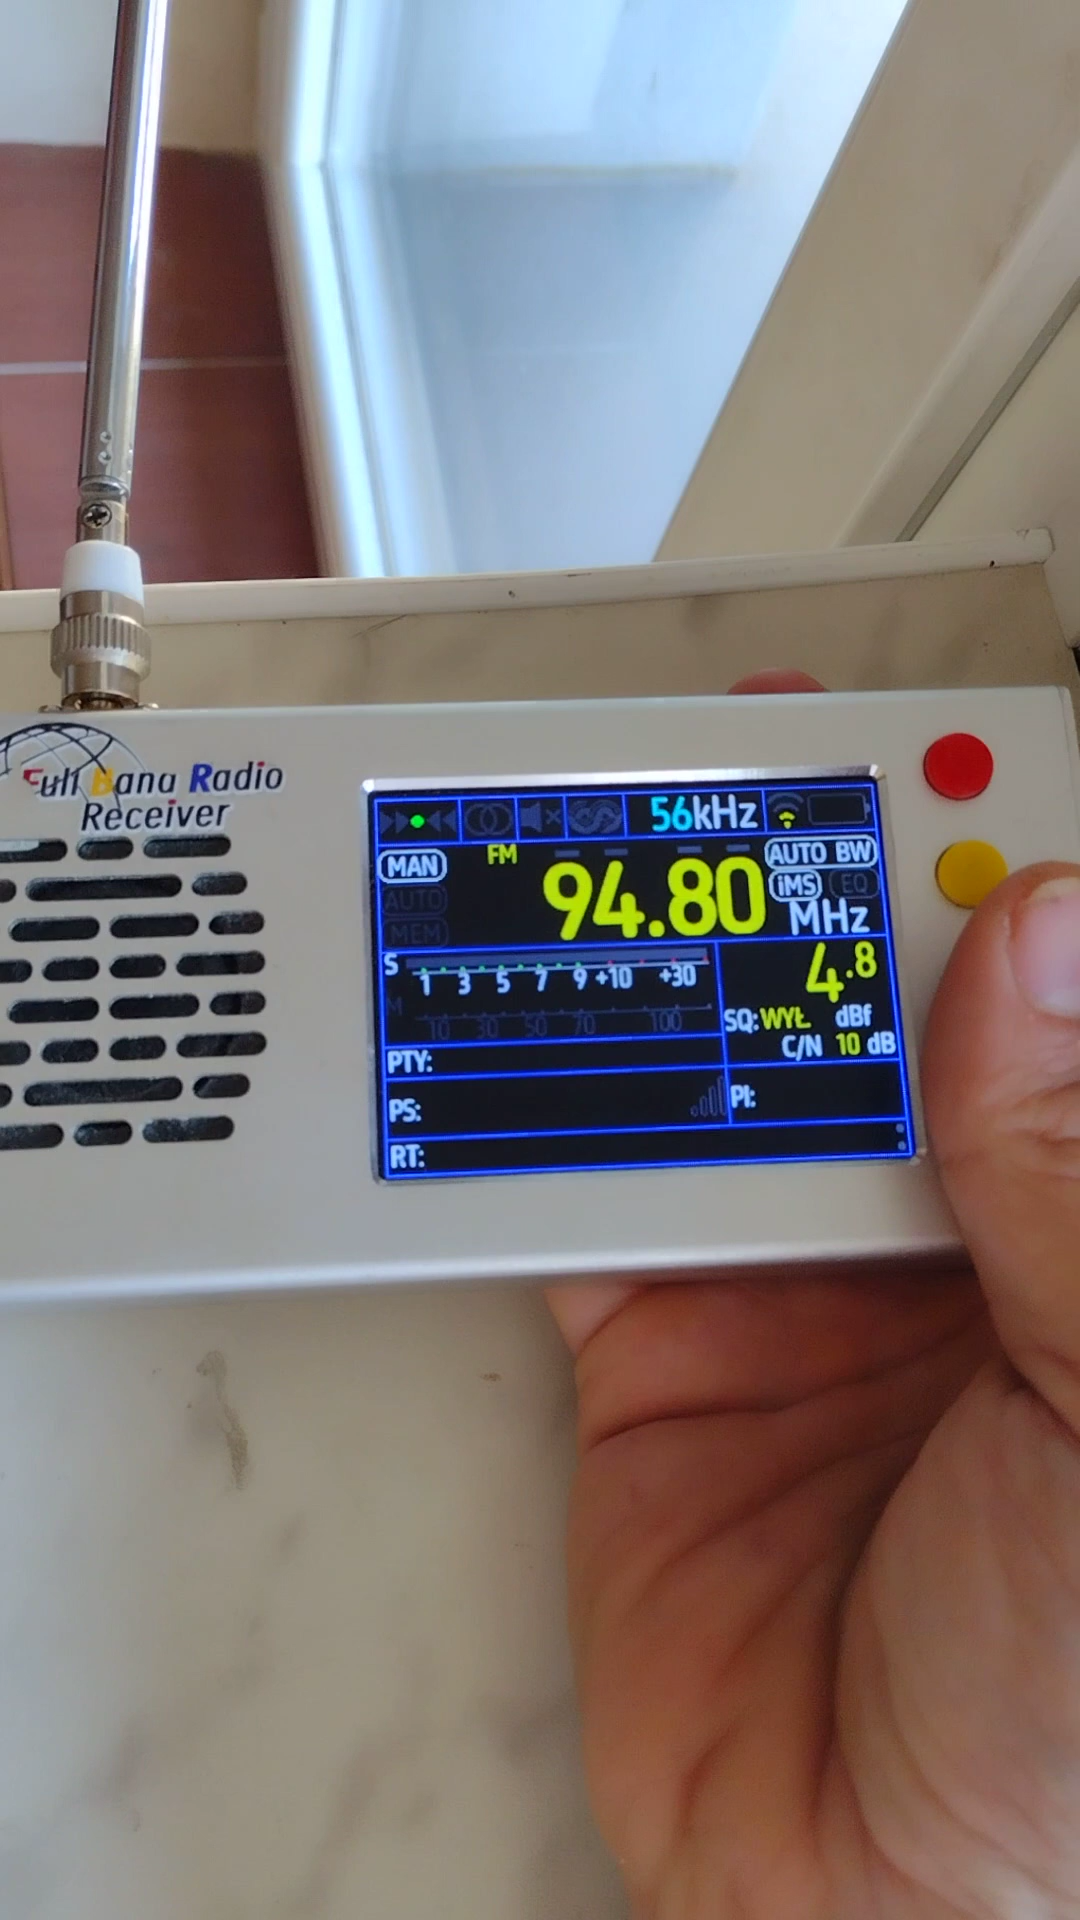 Full Band Radio
Receiver
56kHz
MAN
FM
AUTO BW
AUTO
94.80
iMS
EQ
MEM
MHz
S
1 3 5 7 9 +10 +30
4.8
M
10 30 50 70 100
SQ: WYŁ. dBf
C/N 10 dB
PTY:
PS:
PI:
RT: